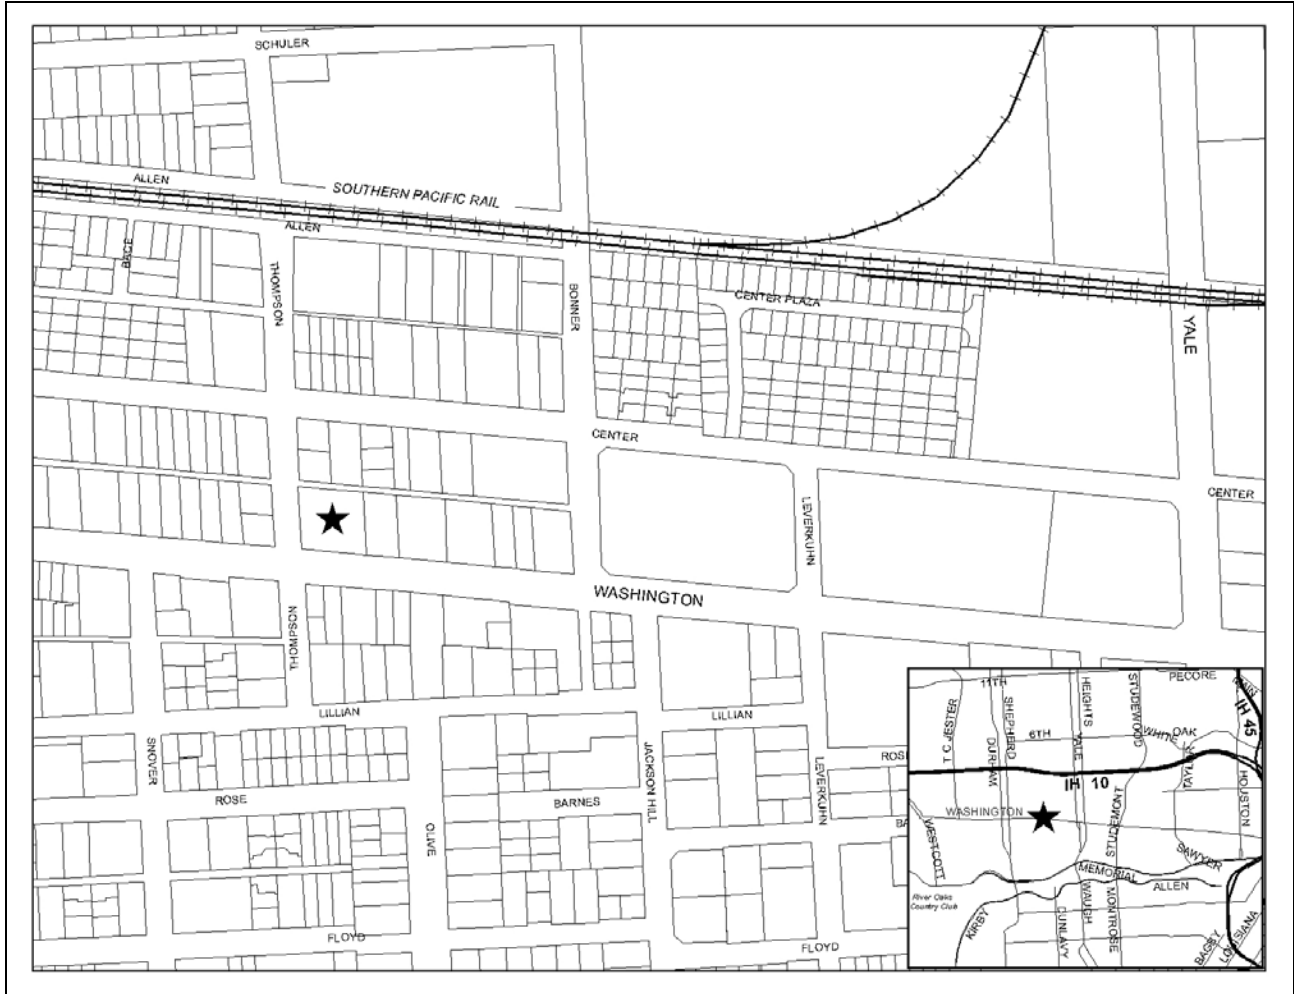 SCHULER
ALLEN
SOUTHERN PACIFIC RAIL
ALLEN
BACE
THOMPSON
BONNER
CENTER PLAZA
YALE
CENTER
CENTER
LEVERKUHN
WASHINGTON
THOMPSON
LILLIAN
LILLIAN
SNOVER
JACKSON HILL
LEVERKUHN
ROSE
BARNES
OLIVE
FLOYD
FLOYD
PECORE
11TH
MAIN
IH 45
T C JESTER
SHEPHERD
HEIGHTS
STUDEWOOD
6TH
WHITE OAK
DURHAM
YALE
TAYLOR
IH 10
HOUSTON
WASHINGTON
STUDEMONT
WESTCOTT
SAWYER
MEMORIAL
ALLEN
River Oaks
Country Club
KIRBY
DUNLAVY
WAUGH
MONTROSE
BAGBY
LOUISIANA